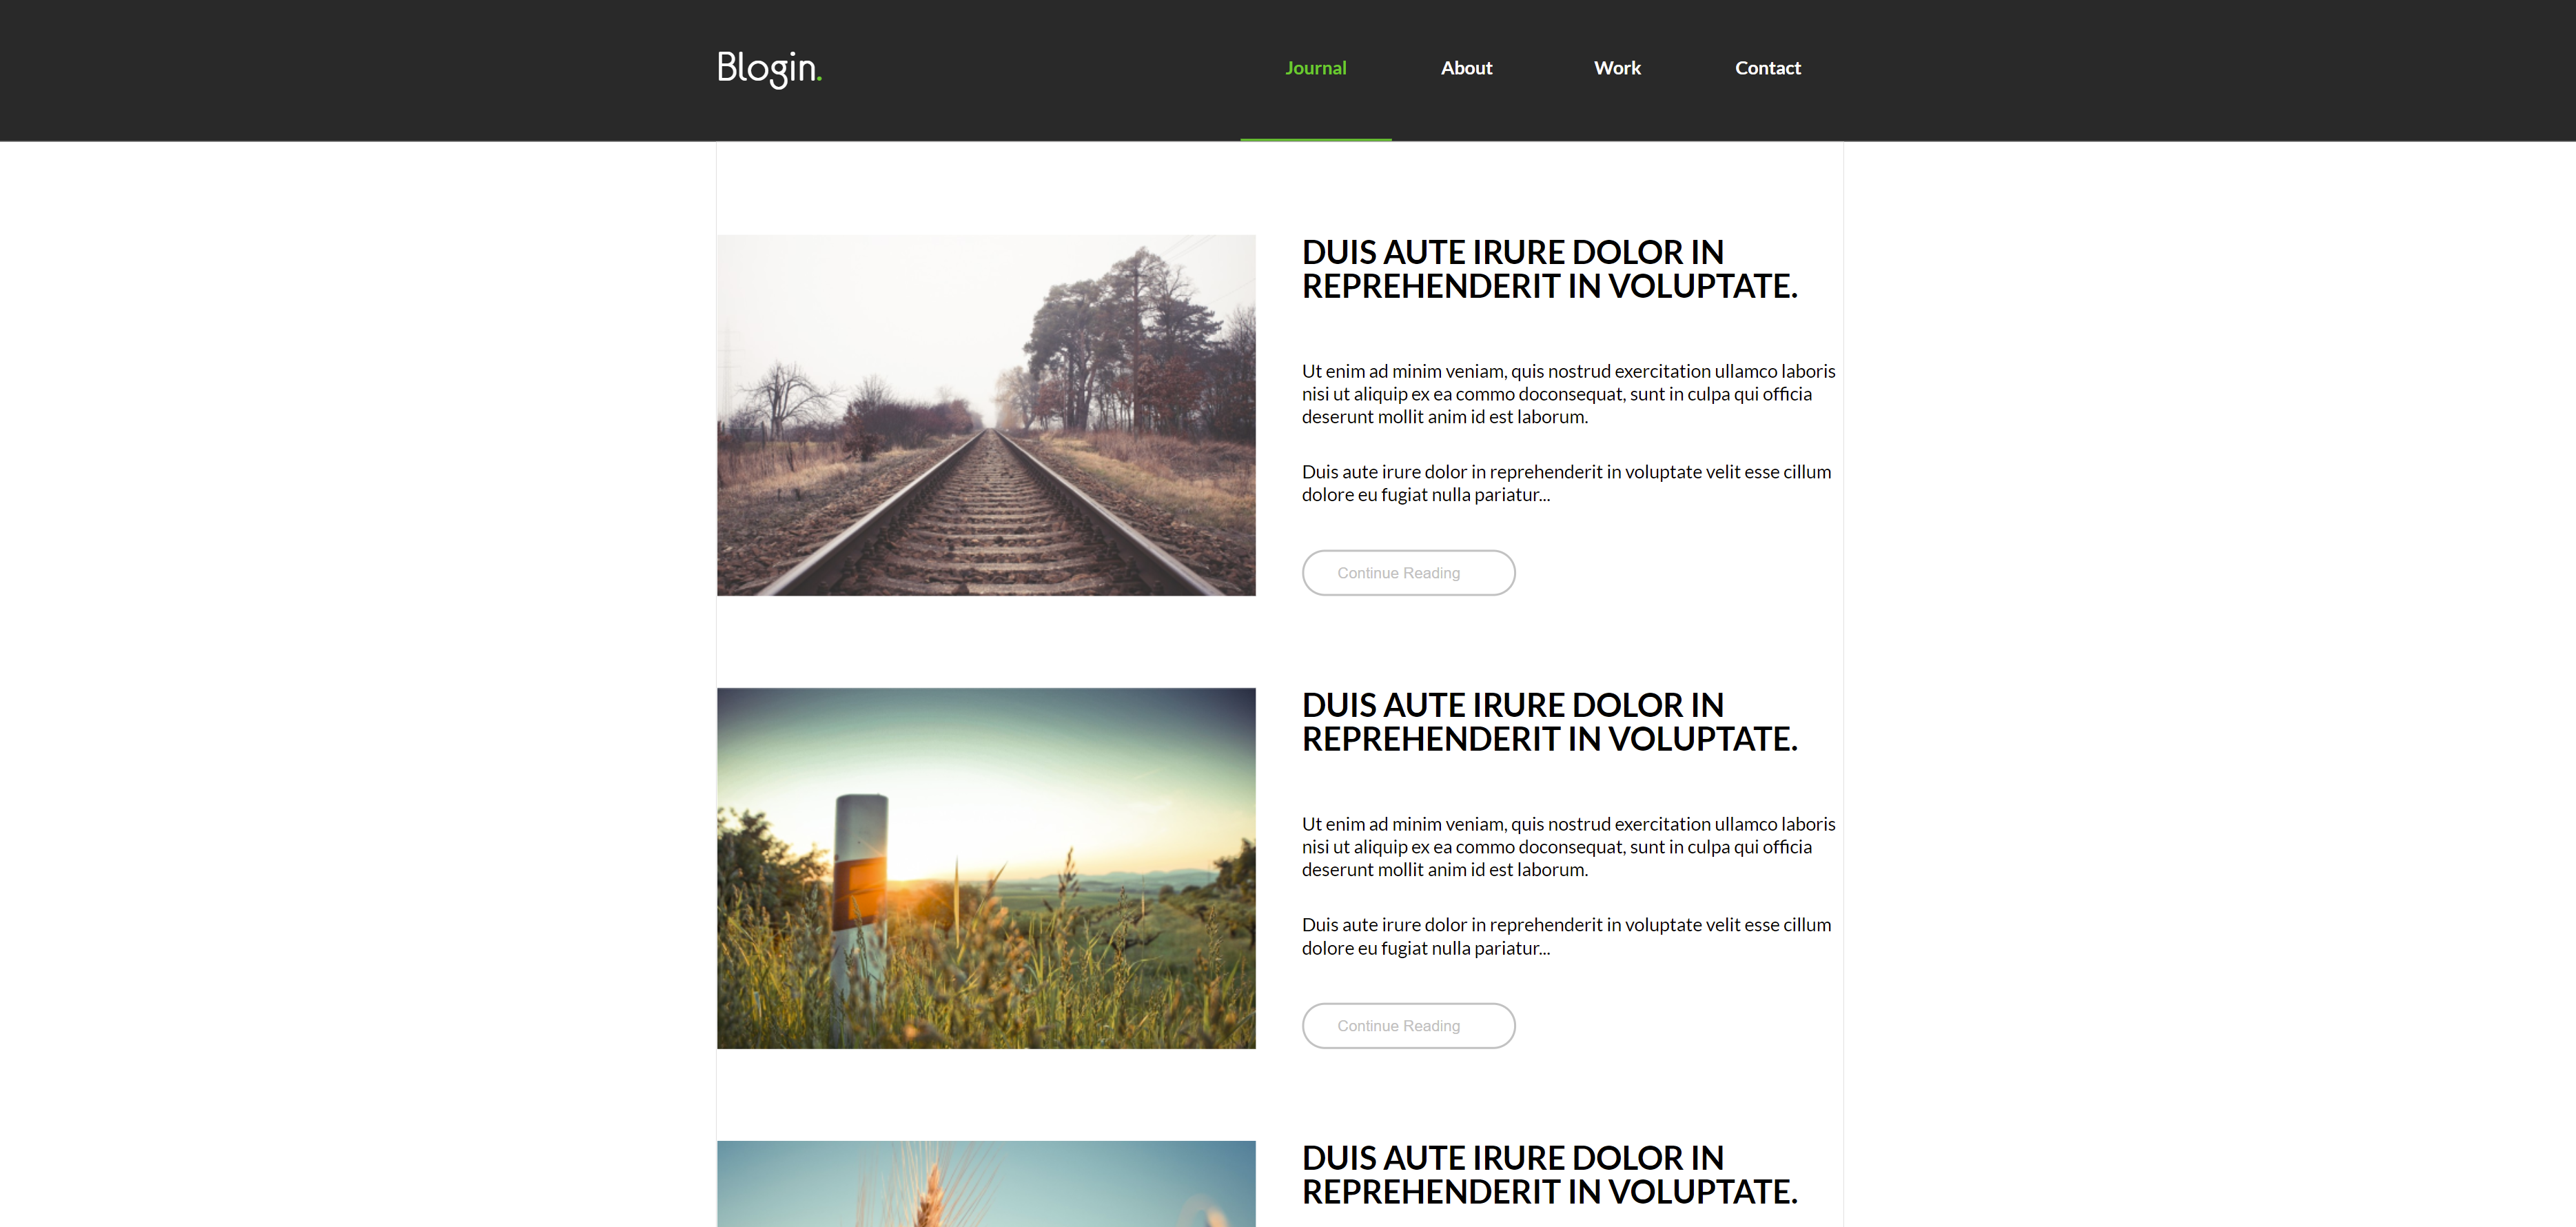 Blogin.
Journal
About
Work
Contact
DUIS AUTE IRURE DOLOR IN
REPREHENDERIT IN VOLUPTATE.
Ut enim ad minim veniam, quis nostrud exercitation ullamco laboris
nisi ut aliquip ex ea commo doconsequat, sunt in culpa qui officia
deserunt mollit anim id est laborum.
Duis aute irure dolor in reprehenderit in voluptate velit esse cillum
dolore eu fugiat nulla pariatur...
Continue Reading
DUIS AUTE IRURE DOLOR IN
REPREHENDERIT IN VOLUPTATE.
Ut enim ad minim veniam, quis nostrud exercitation ullamco laboris
nisi ut aliquip ex ea commo doconsequat, sunt in culpa qui officia
deserunt mollit anim id est laborum.
Duis aute irure dolor in reprehenderit in voluptate velit esse cillum
dolore eu fugiat nulla pariatur...
Continue Reading
DUIS AUTE IRURE DOLOR IN
REPREHENDERIT IN VOLUPTATE.